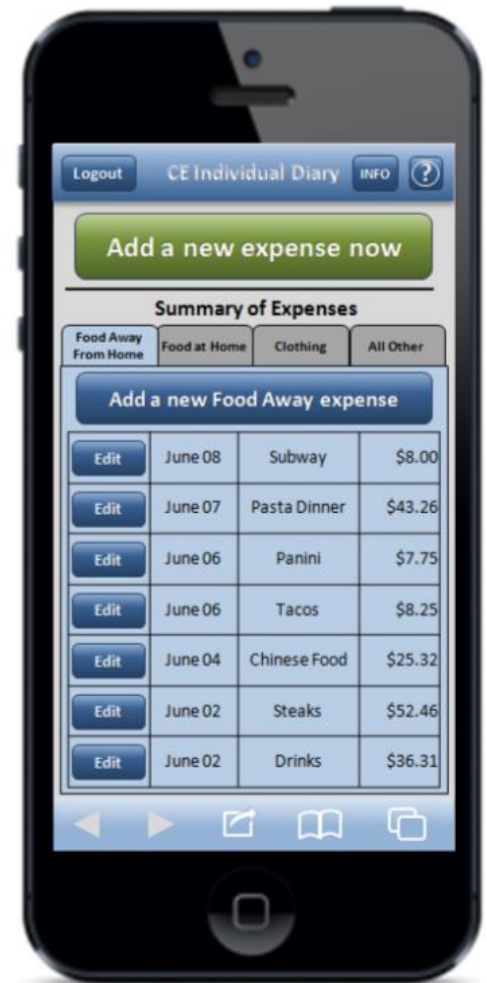 Logout CE Individual Diary INFO ?
Add a new expense now
Summary of Expenses
Food Away From Home Food at Home Clothing All Other
Add a new Food Away expense
Edit June 08 Subway $8.00
Edit June 07 Pasta Dinner $43.26
Edit June 06 Panini $7.75
Edit June 06 Tacos $8.25
Edit June 04 Chinese Food $25.32
Edit June 02 Steaks $52.46
Edit June 02 Drinks $36.31